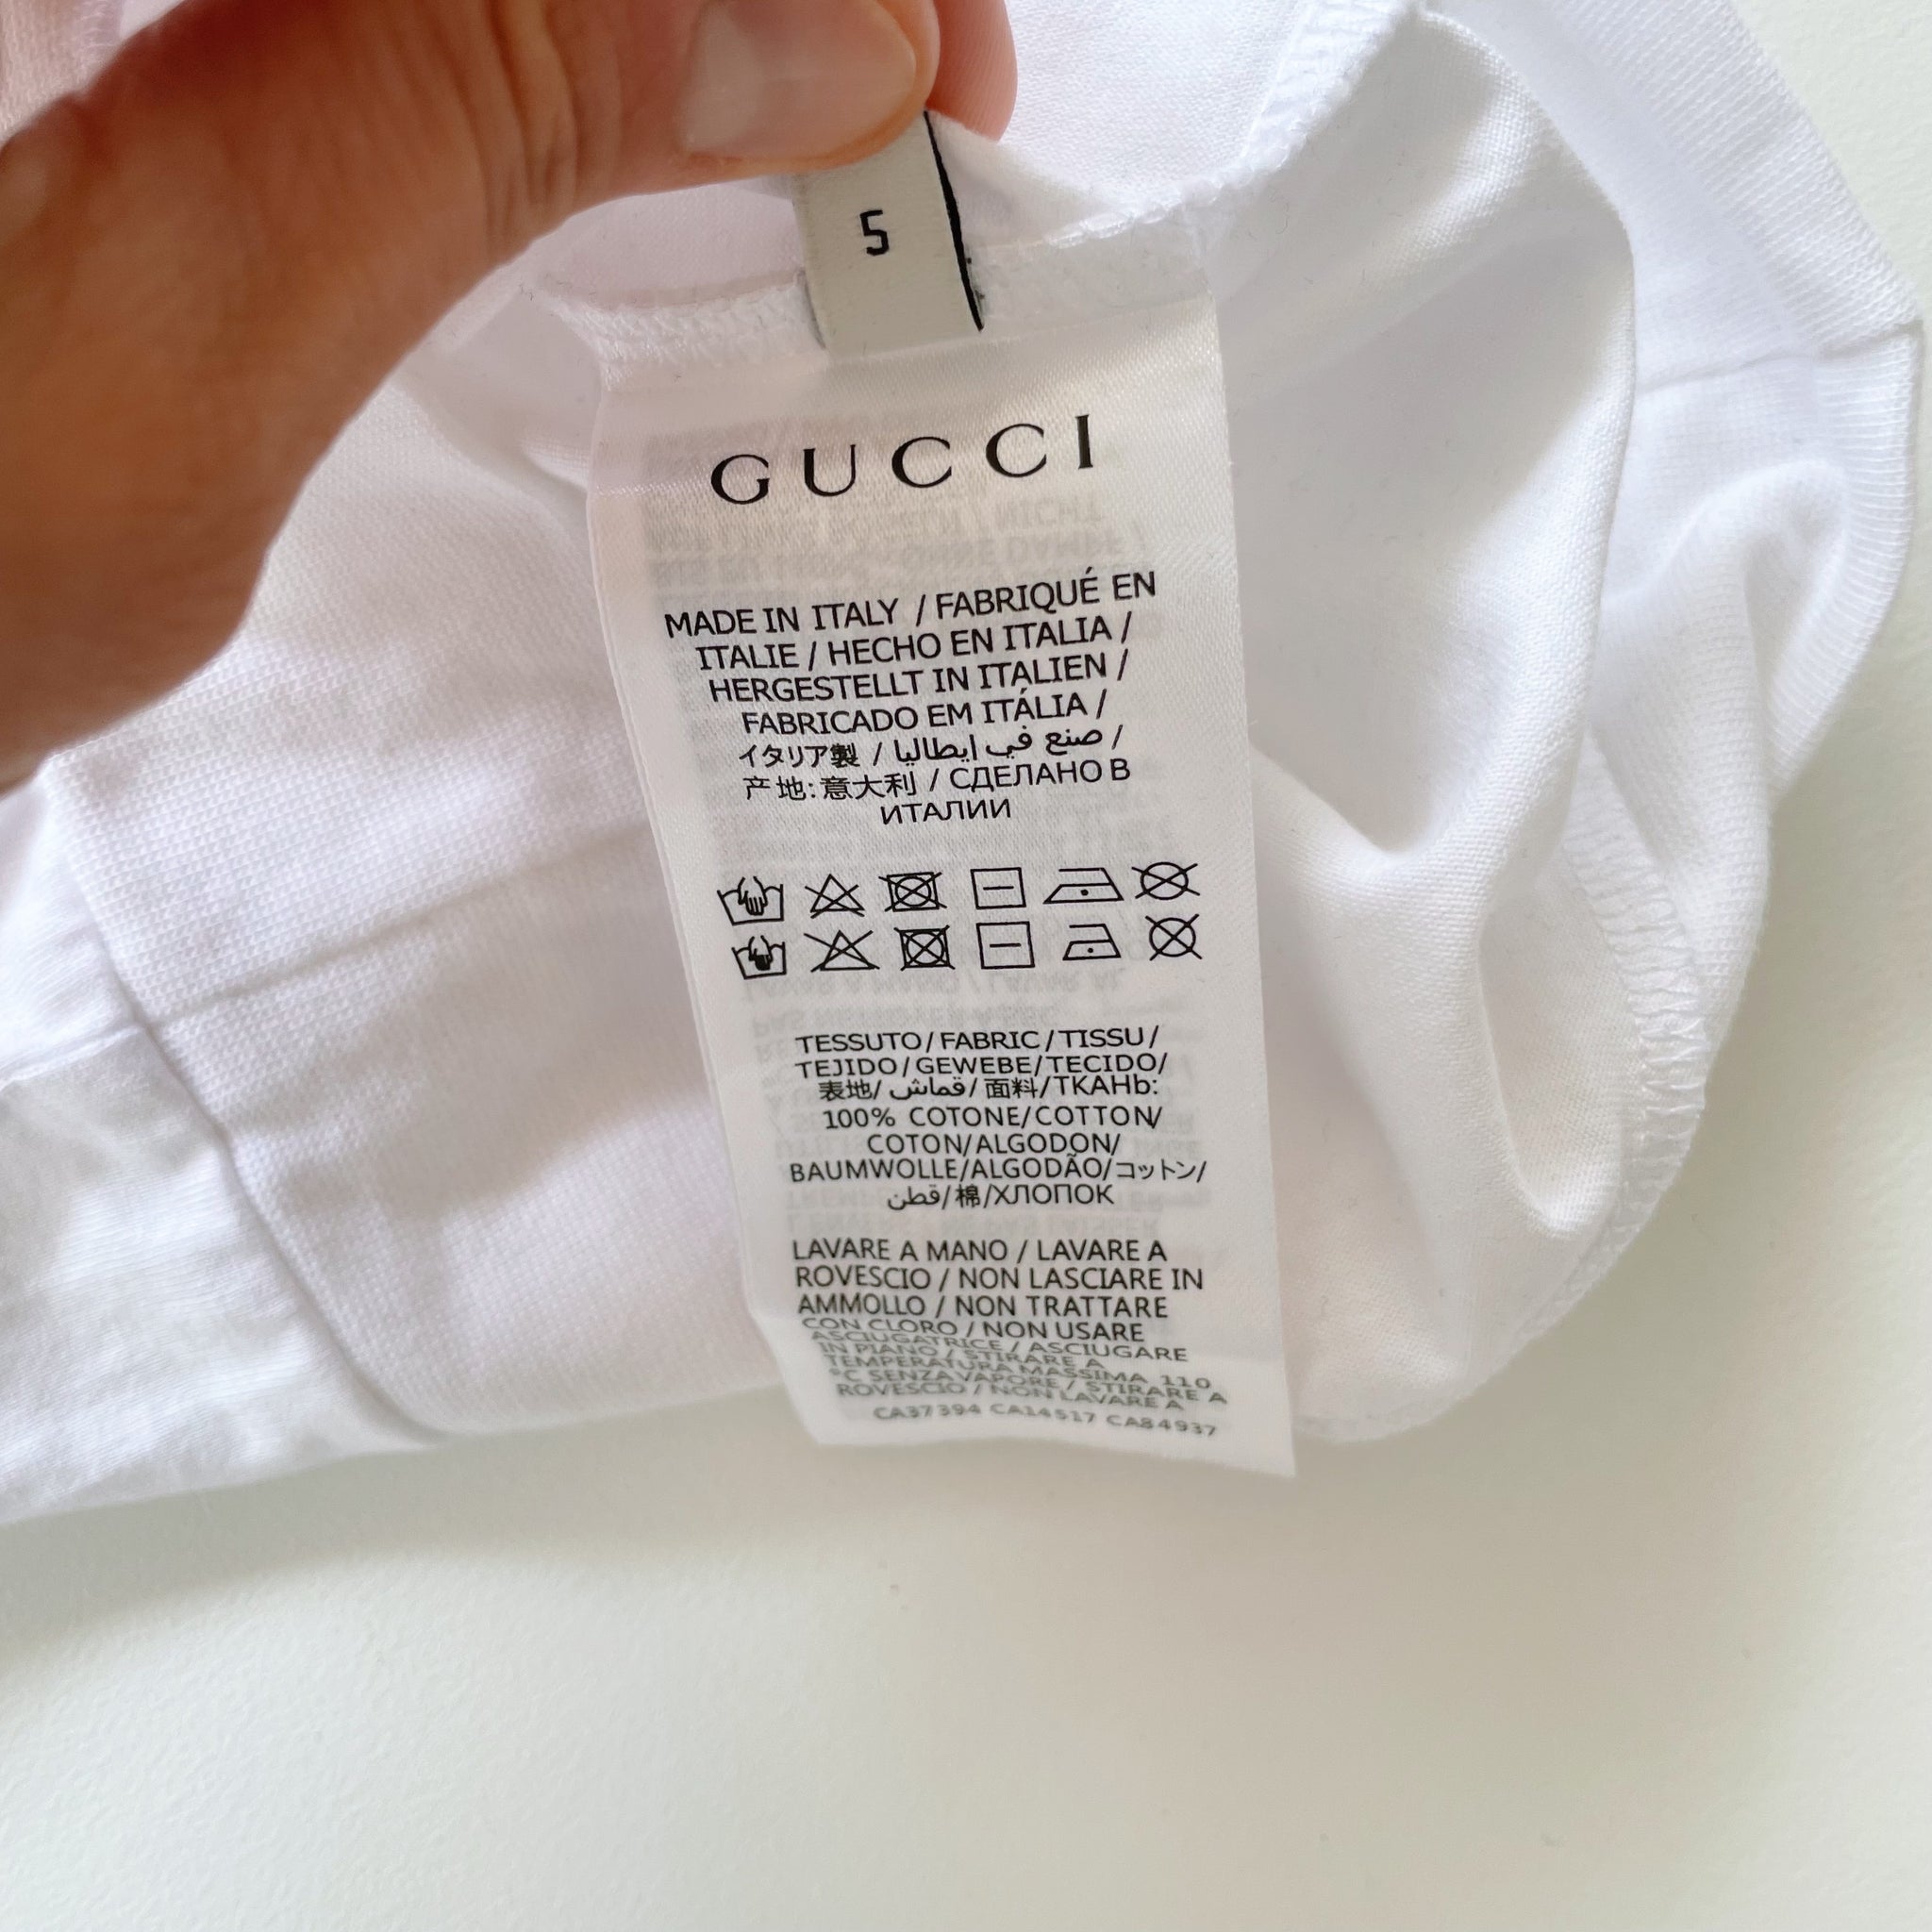 5
GUCCI
MADE IN ITALY / FABRIQUÉ EN
ITALIE / HECHO EN ITALIA /
HERGESTELLT IN ITALIEN /
FABRICADO EM ITÁLIA /
イタリア製 / صنع في إيطاليا /
产地:意大利 / СДЕЛАНО В
ИТАЛИИ
TESSUTO/FABRIC/TISSU/
TEJIDO/GEWEBE/TECIDO/
表地/قماش/面料/TKAHb:
100% COTONE/COTTON/
COTON/ALGODON/
BAUMWOLLE/ALGODÃO/コットン/
قطن/棉/ХЛОПОК
LAVARE A MANO / LAVARE A
ROVESCIO / NON LASCIARE IN
AMMOLLO / NON TRATTARE
CON CLORO / NON USARE
ASCIUGATRICE / ASCIUGARE
IN PIANO / STIRARE A
TEMPERATURA MASSIMA 110
°C SENZA VAPORE / STIRARE A
ROVESCIO / NON LAVARE A
CA37394 CA14517 CA84937